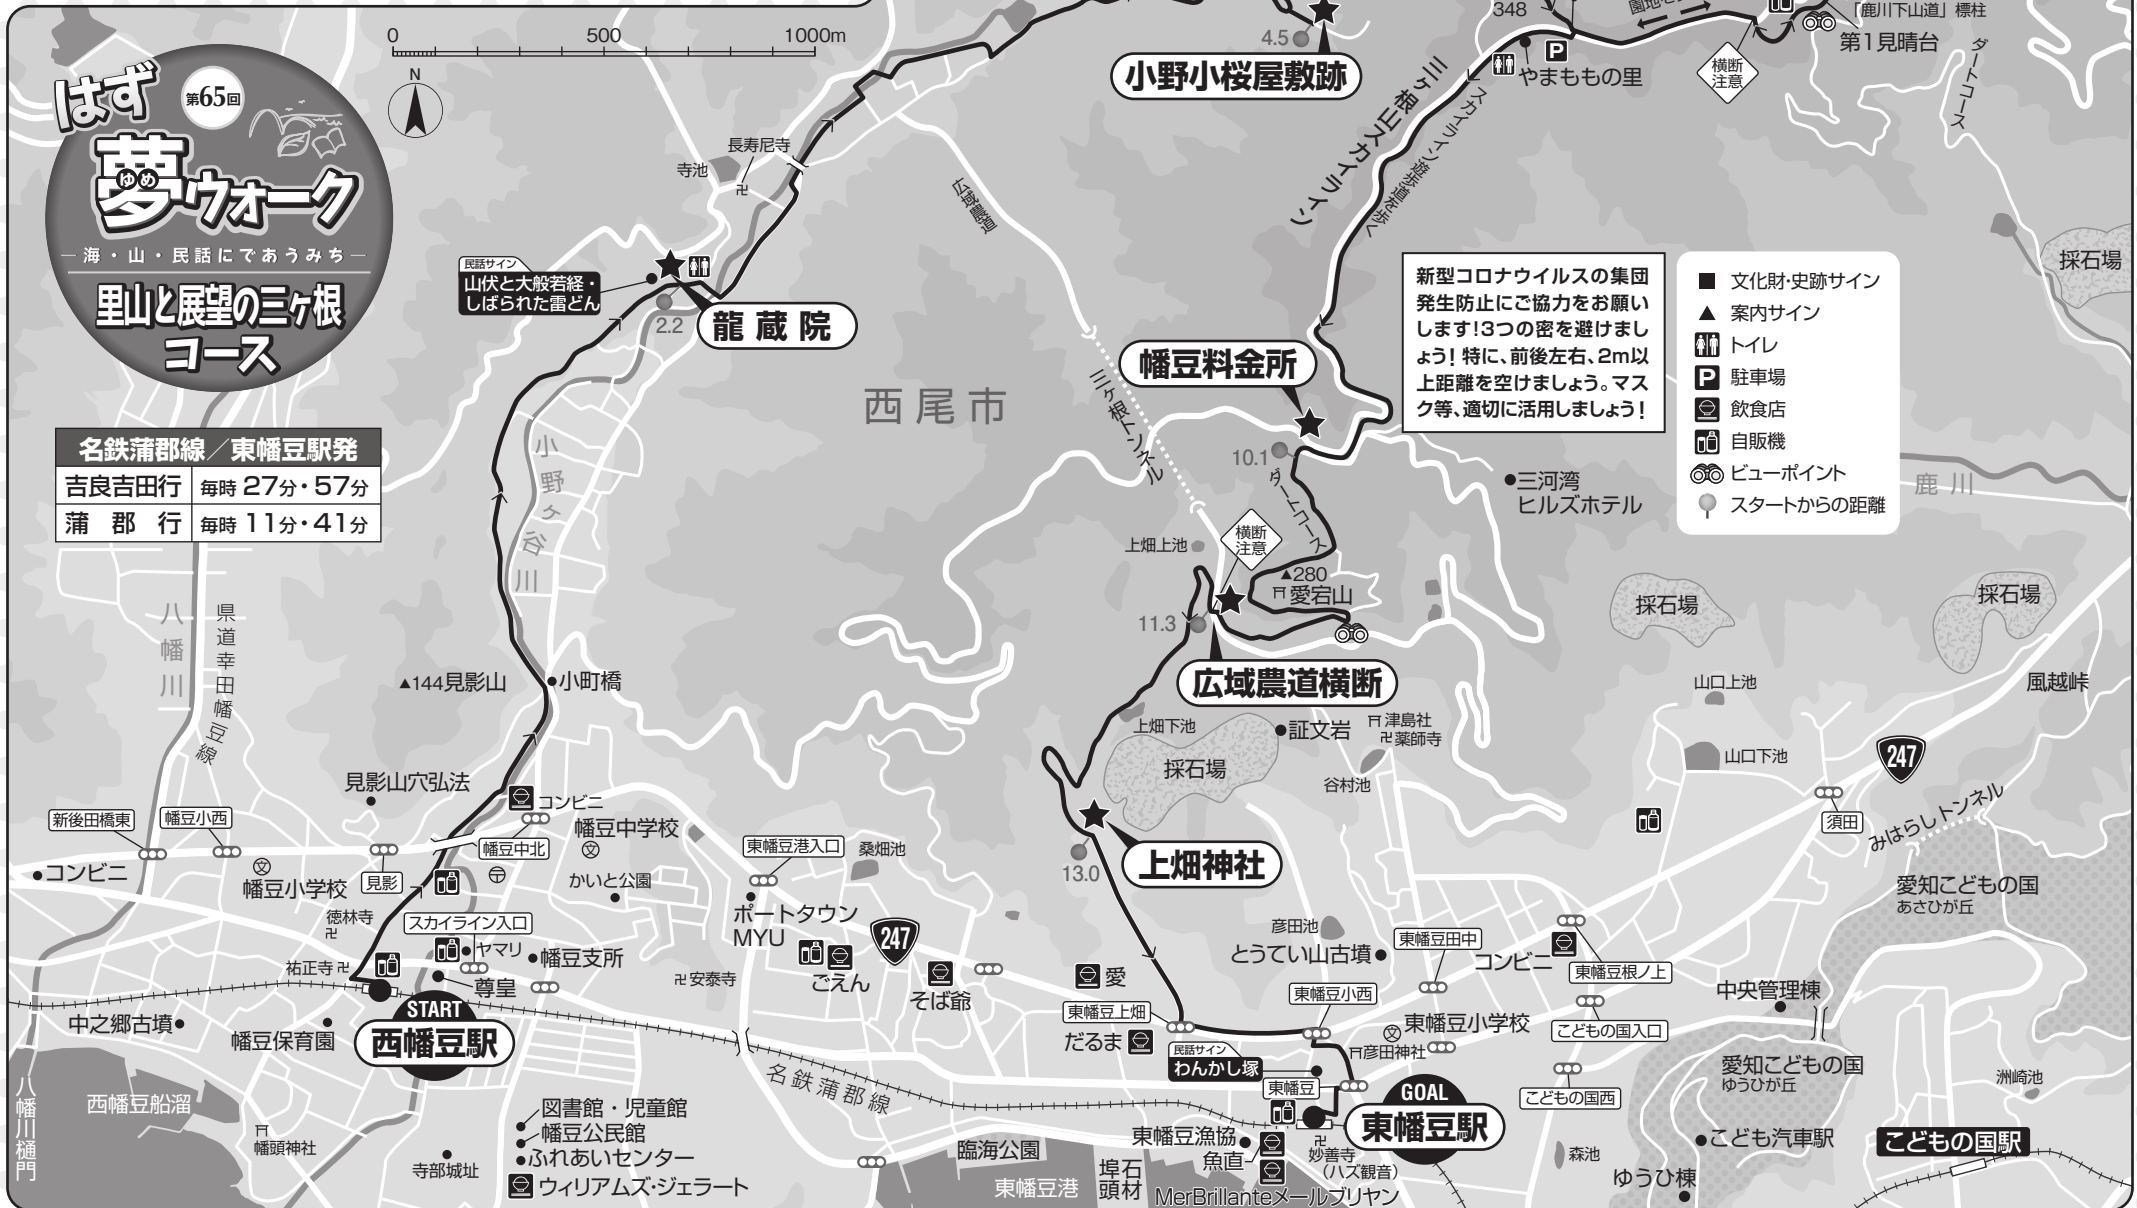 はず
第65回
夢ウォーク
ゆめ
海・山・民話にであうみち
里山と展望の三ヶ根
コース
0 500 1000m
N
名鉄蒲郡線／東幡豆駅発
吉良吉田行 毎時 27分・57分
蒲郡行 毎時 11分・41分
4.5
小野小桜屋敷跡
348
「鹿川下山道」標柱
第1見晴台
横断
注意
やまももの里
P
ダートコース
三ヶ根山スカイライン
スカイライン遊歩道を歩く
長寿尼寺
寺池
広域農道
民話サイン
山伏と大般若経・
しばられた雷どん
2.2
龍蔵院
西尾市
三ヶ根トンネル
幡豆料金所
10.1
ダートコース
新型コロナウイルスの集団
発生防止にご協力をお願い
します！3つの密を避けまし
ょう！特に、前後左右、2m以
上距離を空けましょう。マス
ク等、適切に活用しましょう！
文化財・史跡サイン
案内サイン
トイレ
P 駐車場
飲食店
自販機
ビューポイント
スタートからの距離
採石場
鹿川
三河湾
ヒルズホテル
小野ヶ谷川
八幡川
県道幸田幡豆線
上畑上池
横断
注意
280
愛宕山
11.3
広域農道横断
採石場
採石場
144見影山
小町橋
上畑下池
証文岩
津島社
薬師寺
谷村池
採石場
山口上池
山口下池
風越峠
247
須田
みはらしトンネル
見影山穴弘法
コンビニ
新後田橋東
幡豆小西
幡豆中北
幡豆中学校
東幡豆港入口
桑畑池
上畑神社
13.0
コンビニ
幡豆小学校
見影
かいと公園
徳林寺
スカイライン入口
ヤマリ
幡豆支所
ポートタウン
MYU
247
ごえん
そば爺
安泰寺
祐正寺
尊皇
START
西幡豆駅
中之郷古墳
幡豆保育園
愛
東幡豆上畑
だるま
彦田池
とうてい山古墳
東幡豆田中
東幡豆小西
コンビニ
東幡豆根ノ上
こどもの国入口
東幡豆小学校
彦田神社
こどもの国西
中央管理棟
愛知こどもの国
あさひが丘
愛知こどもの国
ゆうひが丘
洲崎池
民話サイン
わんかし塚
東幡豆
GOAL
東幡豆駅
名鉄蒲郡線
八幡川樋門
西幡豆船溜
幡頭神社
寺部城址
図書館・児童館
幡豆公民館
ふれあいセンター
ウィリアムズ・ジェラート
臨海公園
東幡豆港
石材
埠頭
東幡豆漁協
魚直
妙善寺
（ハズ観音）
MerBrillanteメールブリヤン
森池
こども汽車駅
ゆうひ棟
こどもの国駅